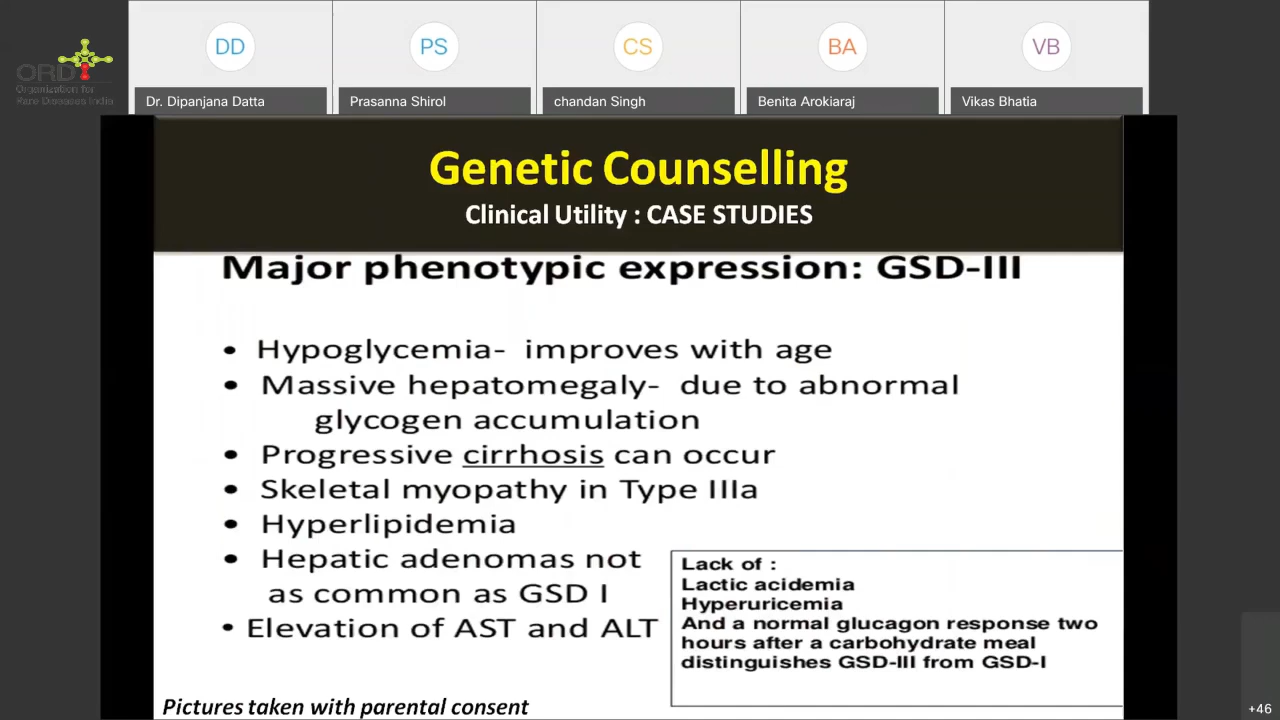 ORDI
Organization for
Rare Diseases India
DD
PS
CS
BA
VB
Dr. Dipanjana Datta
Prasanna Shirol
chandan Singh
Benita Arokiaraj
Vikas Bhatia
Genetic Counselling
Clinical Utility : CASE STUDIES
Major phenotypic expression: GSD-III
• Hypoglycemia- improves with age
• Massive hepatomegaly- due to abnormal
glycogen accumulation
• Progressive cirrhosis can occur
• Skeletal myopathy in Type IIIa
• Hyperlipidemia
• Hepatic adenomas not
as common as GSD I
• Elevation of AST and ALT
Lack of :
Lactic acidemia
Hyperuricemia
And a normal glucagon response two
hours after a carbohydrate meal
distinguishes GSD-III from GSD-I
Pictures taken with parental consent
+46